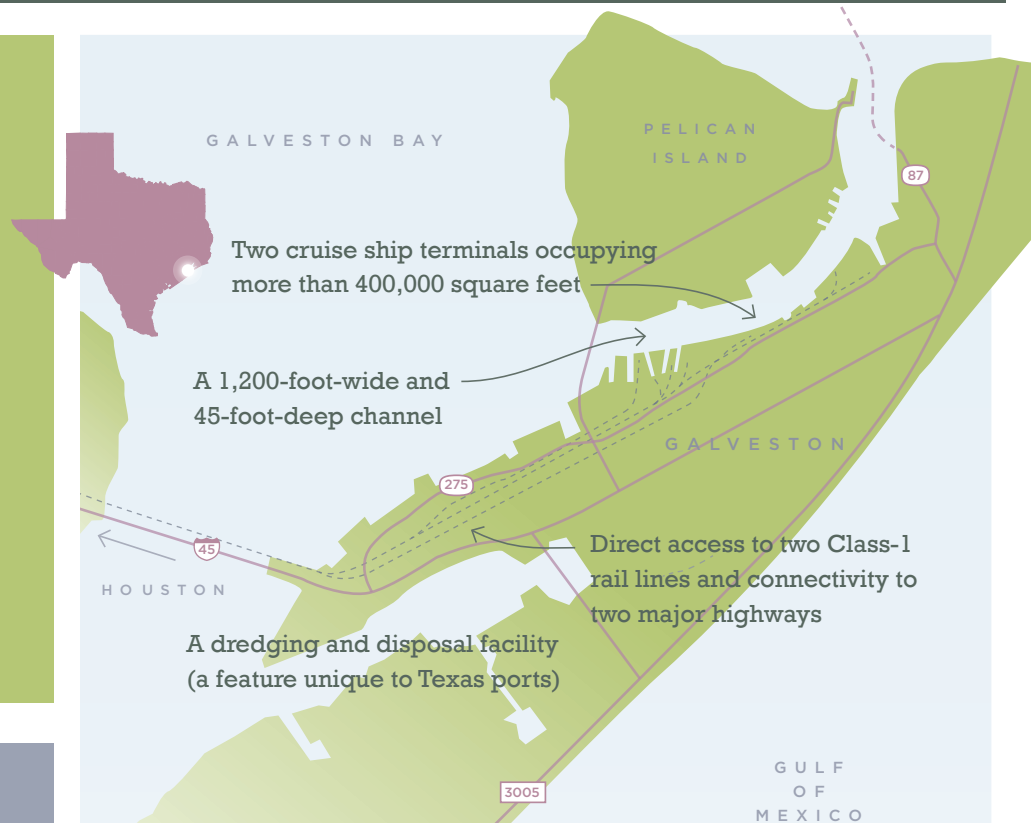 GALVESTON BAY
PELICAN
ISLAND
87
Two cruise ship terminals occupying
more than 400,000 square feet
A 1,200-foot-wide and
45-foot-deep channel
GALVESTON
275
45
Direct access to two Class-1
rail lines and connectivity to
two major highways
HOUSTON
A dredging and disposal facility
(a feature unique to Texas ports)
3005
GULF
OF
MEXICO